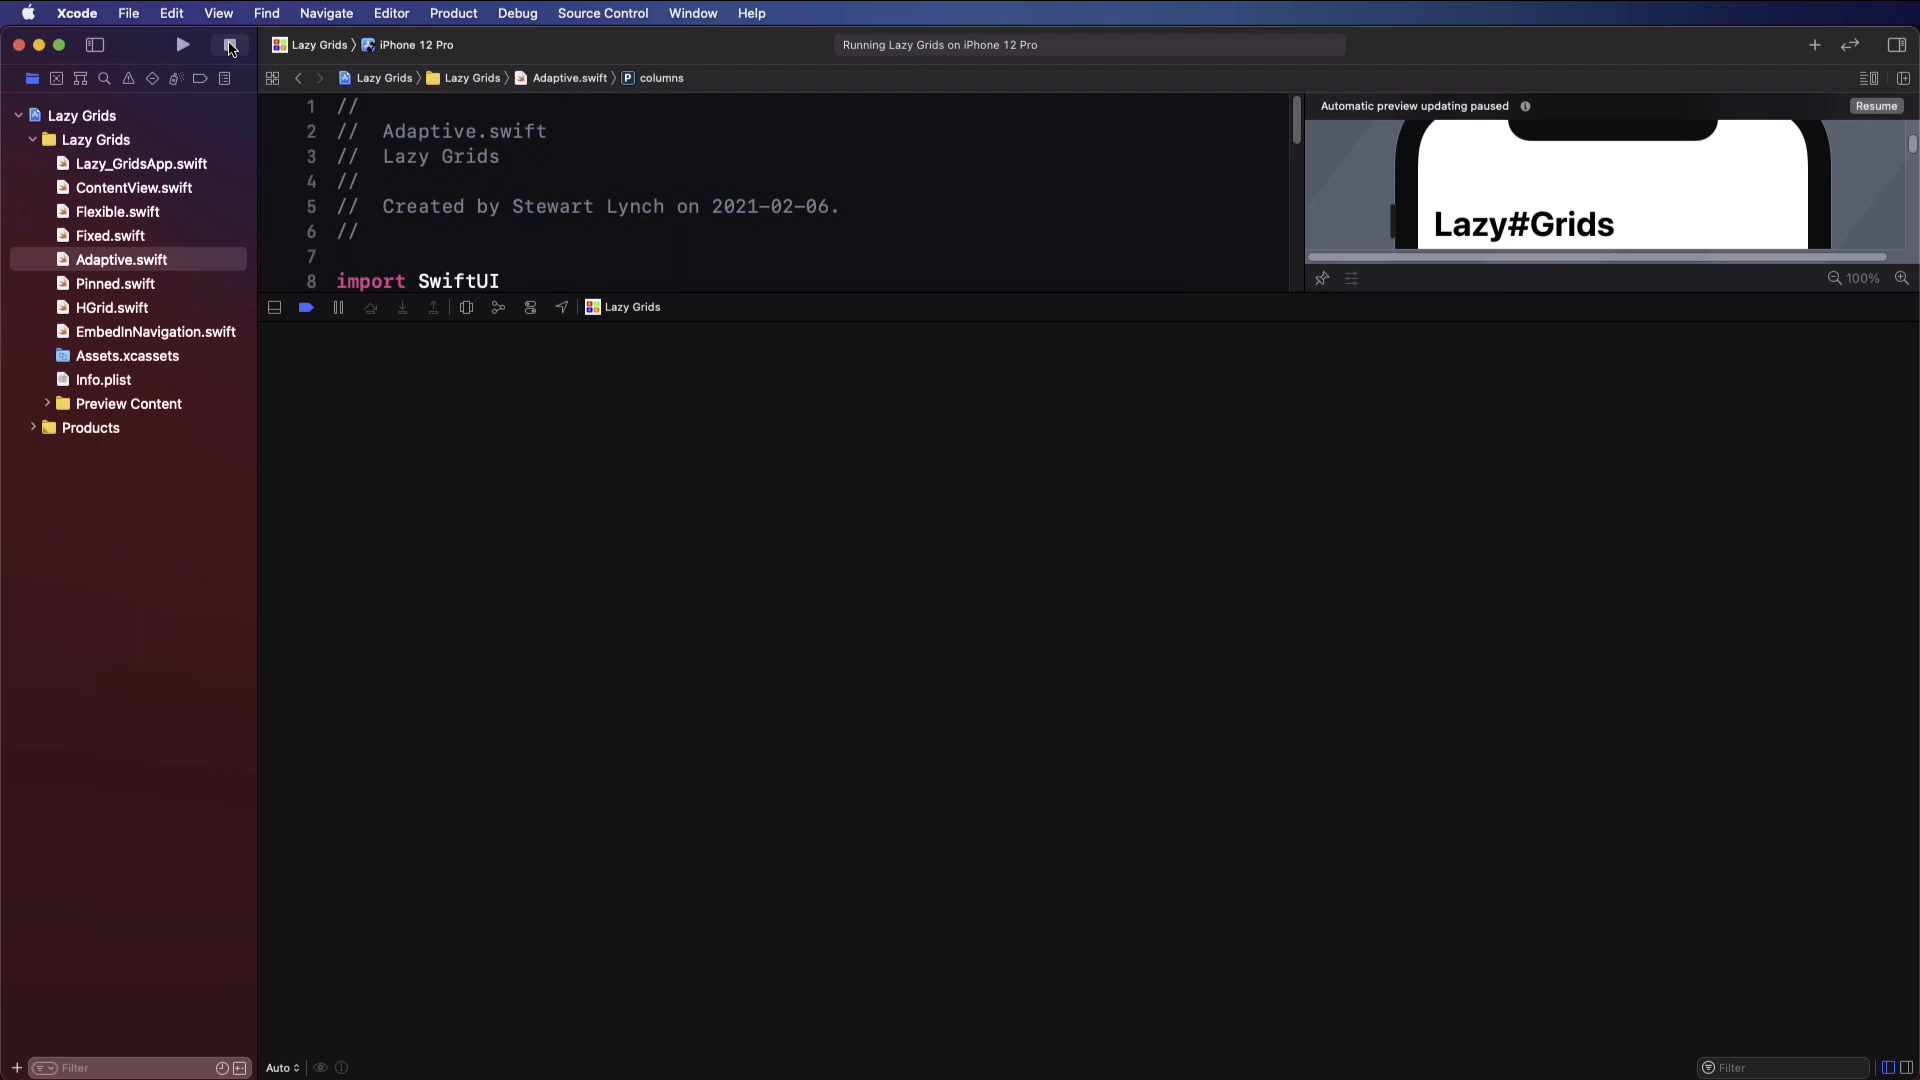 Xcode File Edit View Find Navigate Editor Product Debug Source Control Window Help
Lazy Grids iPhone 12 Pro
Running Lazy Grids on iPhone 12 Pro
Lazy Grids Lazy Grids Adaptive.swift P columns
Lazy Grids
Lazy Grids
Lazy_GridsApp.swift
ContentView.swift
Flexible.swift
Fixed.swift
Adaptive.swift
Pinned.swift
HGrid.swift
EmbedInNavigation.swift
Assets.xcassets
Info.plist
Preview Content
Products
Filter
1 //
2 // Adaptive.swift
3 // Lazy Grids
4 //
5 // Created by Stewart Lynch on 2021-02-06.
6 //
7
8 import SwiftUI
Automatic preview updating paused
Resume
Lazy#Grids
100%
Lazy Grids
Auto
Filter